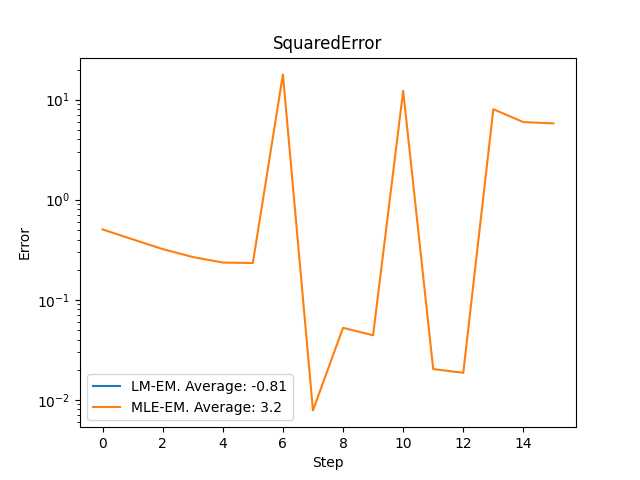 SquaredError
Error
10¹
10⁰
10⁻¹
10⁻²
LM-EM. Average: -0.81
MLE-EM. Average: 3.2
0 2 4 6 8 10 12 14
Step